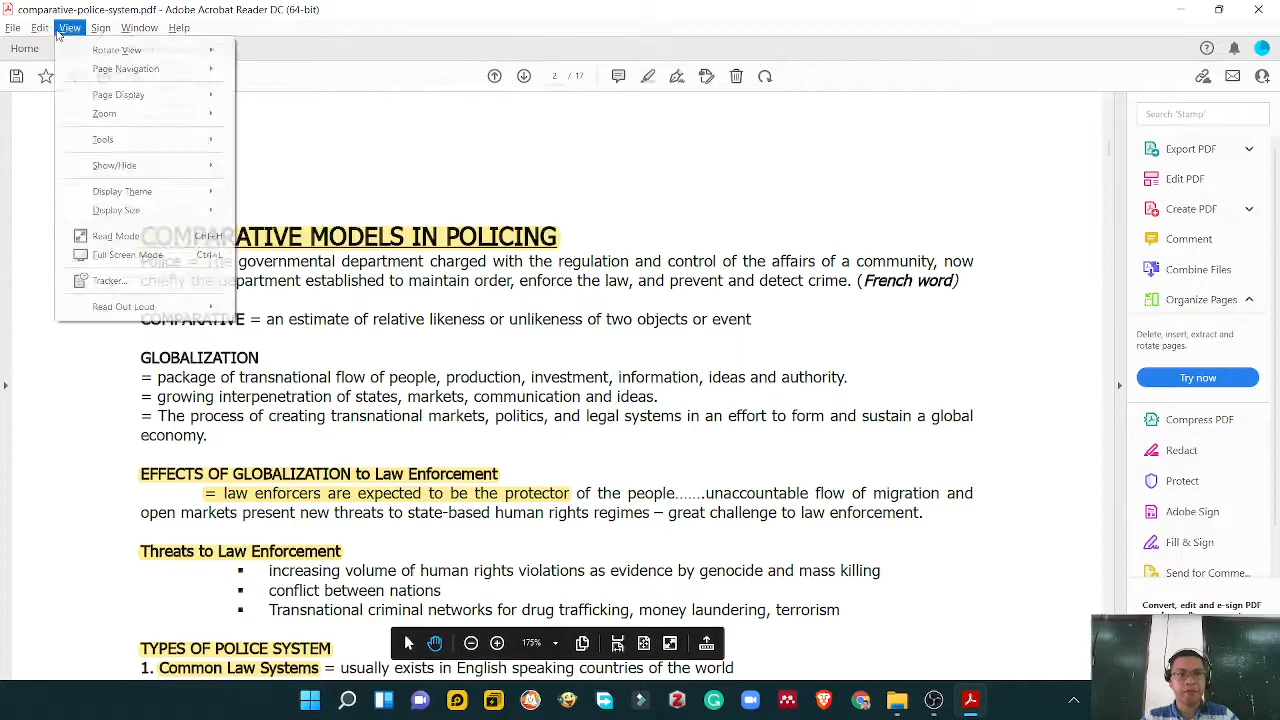 comparative-police-system.pdf - Adobe Acrobat Reader DC (64-bit)
File Edit View Sign Window Help
Home
2 / 17
Rotate View
Page Navigation
Page Display
Zoom
Tools
Show/Hide
Display Theme
Display Size
Read Mode Ctrl+H
Full Screen Mode Ctrl+L
Tracker...
Read Out Loud
COMPARATIVE MODELS IN POLICING
Police = The governmental department charged with the regulation and control of the affairs of a community, now
chiefly the department established to maintain order, enforce the law, and prevent and detect crime. (French word)
COMPARATIVE = an estimate of relative likeness or unlikeness of two objects or event
GLOBALIZATION
= package of transnational flow of people, production, investment, information, ideas and authority.
= growing interpenetration of states, markets, communication and ideas.
= The process of creating transnational markets, politics, and legal systems in an effort to form and sustain a global
economy.
EFFECTS OF GLOBALIZATION to Law Enforcement
= law enforcers are expected to be the protector of the people…….unaccountable flow of migration and
open markets present new threats to state-based human rights regimes – great challenge to law enforcement.
Threats to Law Enforcement
▪ increasing volume of human rights violations as evidence by genocide and mass killing
▪ conflict between nations
▪ Transnational criminal networks for drug trafficking, money laundering, terrorism
TYPES OF POLICE SYSTEM
1. Common Law Systems = usually exists in English speaking countries of the world
175%
Search 'Stamp'
Export PDF
Edit PDF
Create PDF
Comment
Combine Files
Organize Pages
Delete, insert, extract and
rotate pages.
Try now
Compress PDF
Redact
Protect
Adobe Sign
Fill & Sign
Send for Comme...
Convert, edit and e-sign PDF